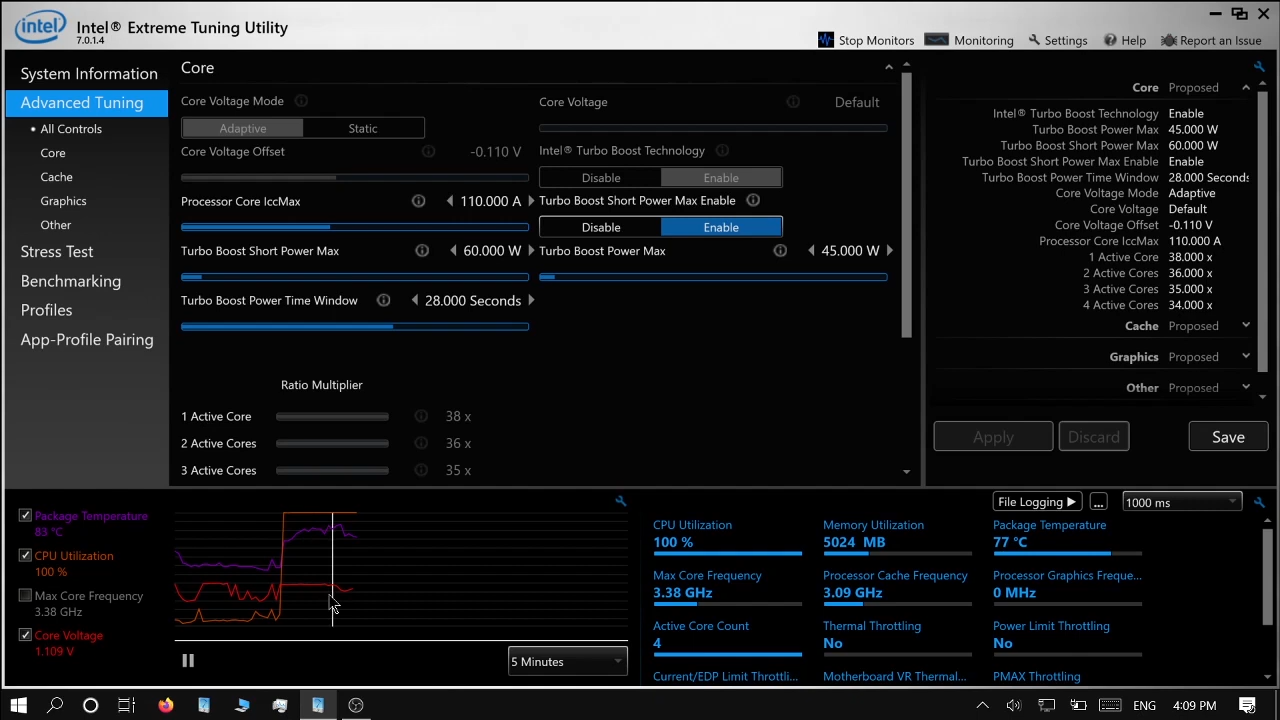 intel
Intel® Extreme Tuning Utility
7.0.1.4
Stop Monitors
Monitoring
Settings
Help
Report an Issue
System Information
Advanced Tuning
• All Controls
Core
Cache
Graphics
Other
Stress Test
Benchmarking
Profiles
App-Profile Pairing
Core
Core Voltage Mode
Adaptive
Static
Core Voltage
Default
Core Voltage Offset
-0.110 V
Intel® Turbo Boost Technology
Disable
Enable
Processor Core IccMax
110.000 A
Turbo Boost Short Power Max Enable
Disable
Enable
Turbo Boost Short Power Max
60.000 W
Turbo Boost Power Max
45.000 W
Turbo Boost Power Time Window
28.000 Seconds
Ratio Multiplier
1 Active Core
38 x
2 Active Cores
36 x
3 Active Cores
35 x
Core Proposed
Intel® Turbo Boost Technology Enable
Turbo Boost Power Max 45.000 W
Turbo Boost Short Power Max 60.000 W
Turbo Boost Short Power Max Enable Enable
Turbo Boost Power Time Window 28.000 Seconds
Core Voltage Mode Adaptive
Core Voltage Default
Core Voltage Offset -0.110 V
Processor Core IccMax 110.000 A
1 Active Core 38.000 x
2 Active Cores 36.000 x
3 Active Cores 35.000 x
4 Active Cores 34.000 x
Cache Proposed
Graphics Proposed
Other Proposed
Apply
Discard
Save
Package Temperature
83 °C
CPU Utilization
100 %
Max Core Frequency
3.38 GHz
Core Voltage
1.109 V
5 Minutes
File Logging
...
1000 ms
CPU Utilization
100 %
Memory Utilization
5024 MB
Package Temperature
77 °C
Max Core Frequency
3.38 GHz
Processor Cache Frequency
3.09 GHz
Processor Graphics Freque...
0 MHz
Active Core Count
4
Thermal Throttling
No
Power Limit Throttling
No
Current/EDP Limit Throttli...
Motherboard VR Thermal...
PMAX Throttling
ENG
4:09 PM